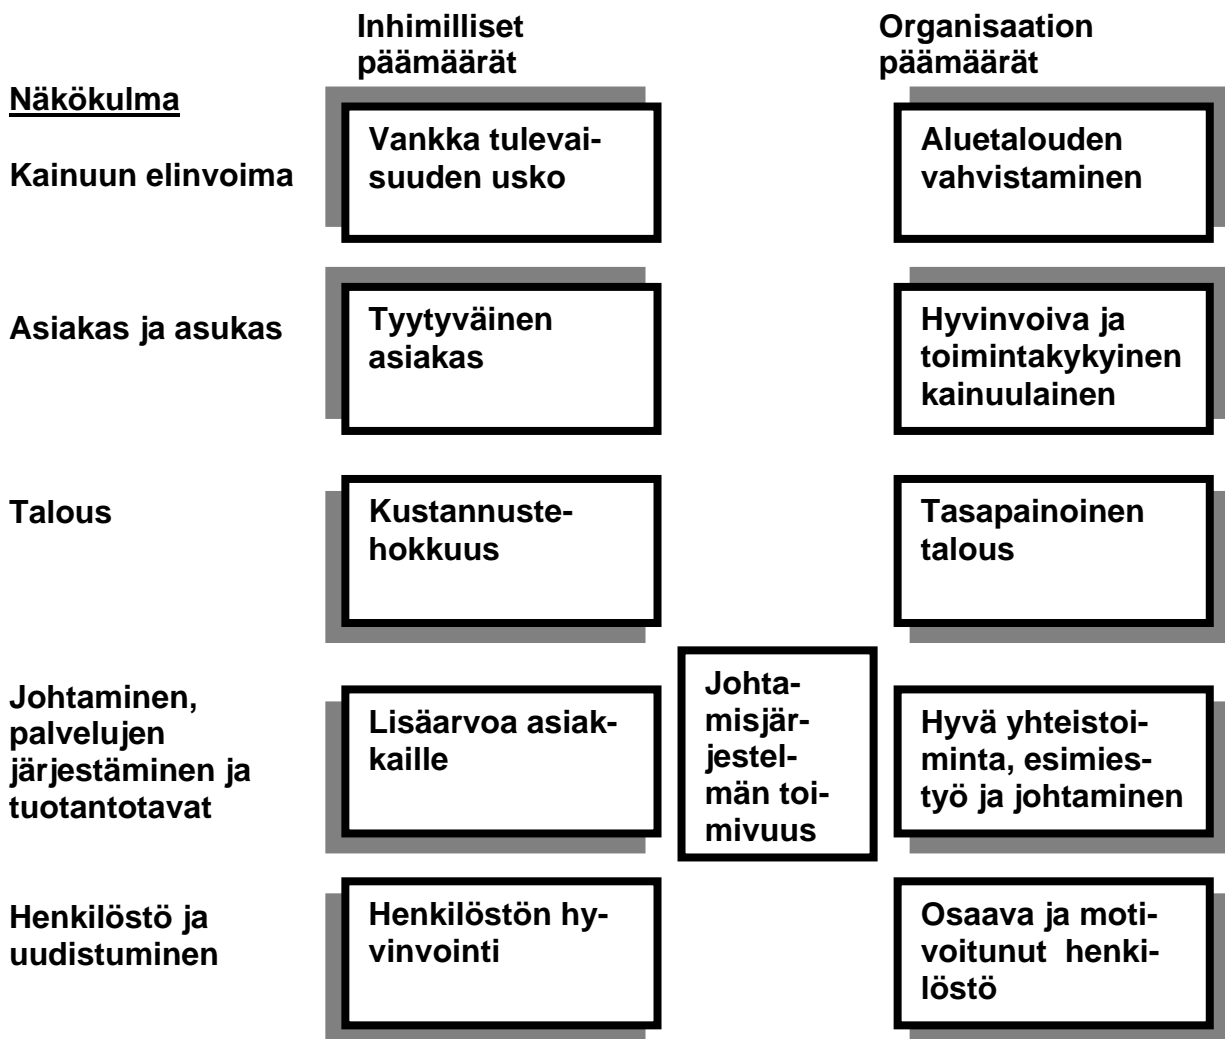 Inhimilliset
päämäärät
Organisaation
päämäärät
Näkökulma
Kainuun elinvoima
Vankka tulevai-
suuden usko
Aluetalouden
vahvistaminen
Asiakas ja asukas
Tyytyväinen
asiakas
Hyvinvoiva ja
toimintakykyinen
kainuulainen
Talous
Kustannuste-
hokkuus
Tasapainoinen
talous
Johtaminen,
palvelujen
järjestäminen ja
tuotantotavat
Lisäarvoa asiak-
kaille
Johta-
misjär-
jestel-
män toi-
mivuus
Hyvä yhteistoi-
minta, esimies-
työ ja johtaminen
Henkilöstö ja
uudistuminen
Henkilöstön hy-
vinvointi
Osaava ja moti-
voitunut henki-
löstö